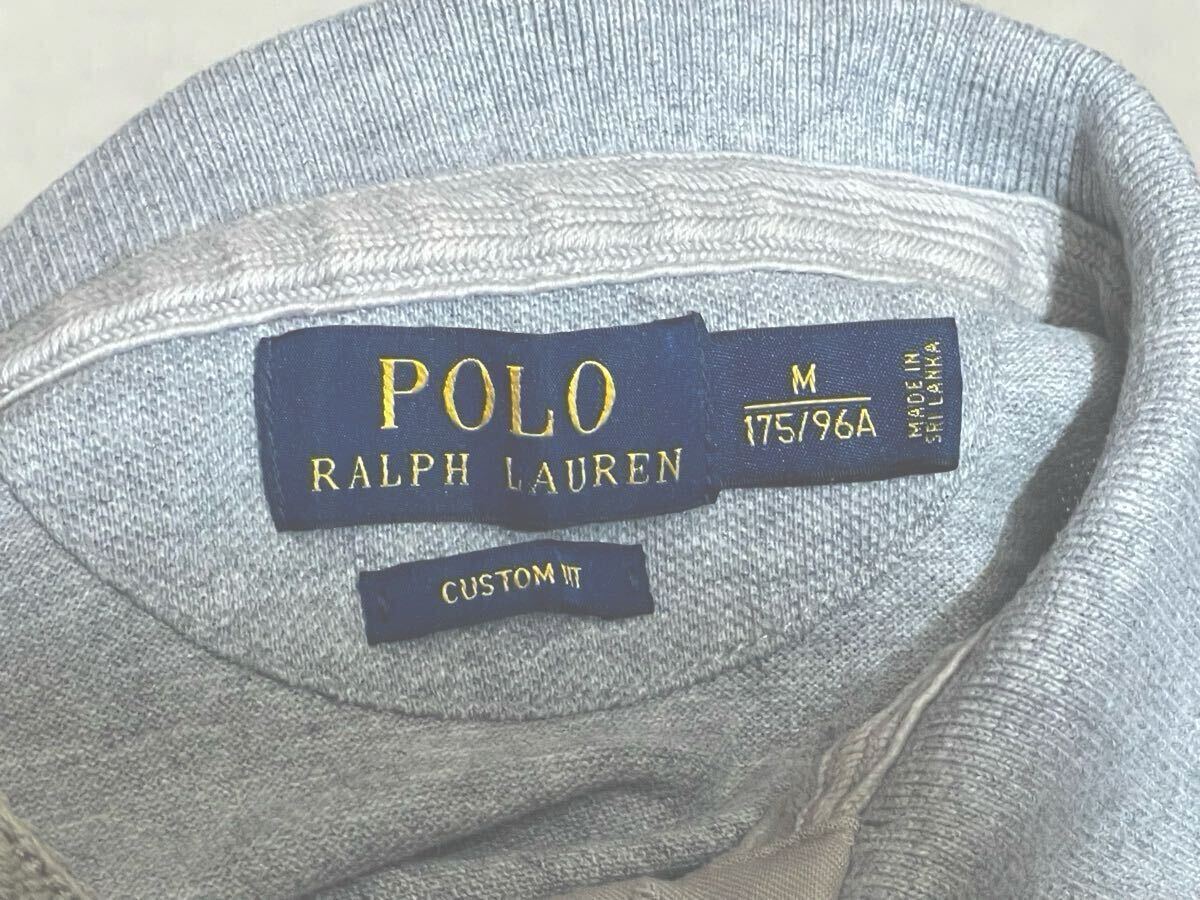 POLO
RALPH LAUREN
M
175/96A
MADE IN
SRI LANKA
CUSTOM FIT